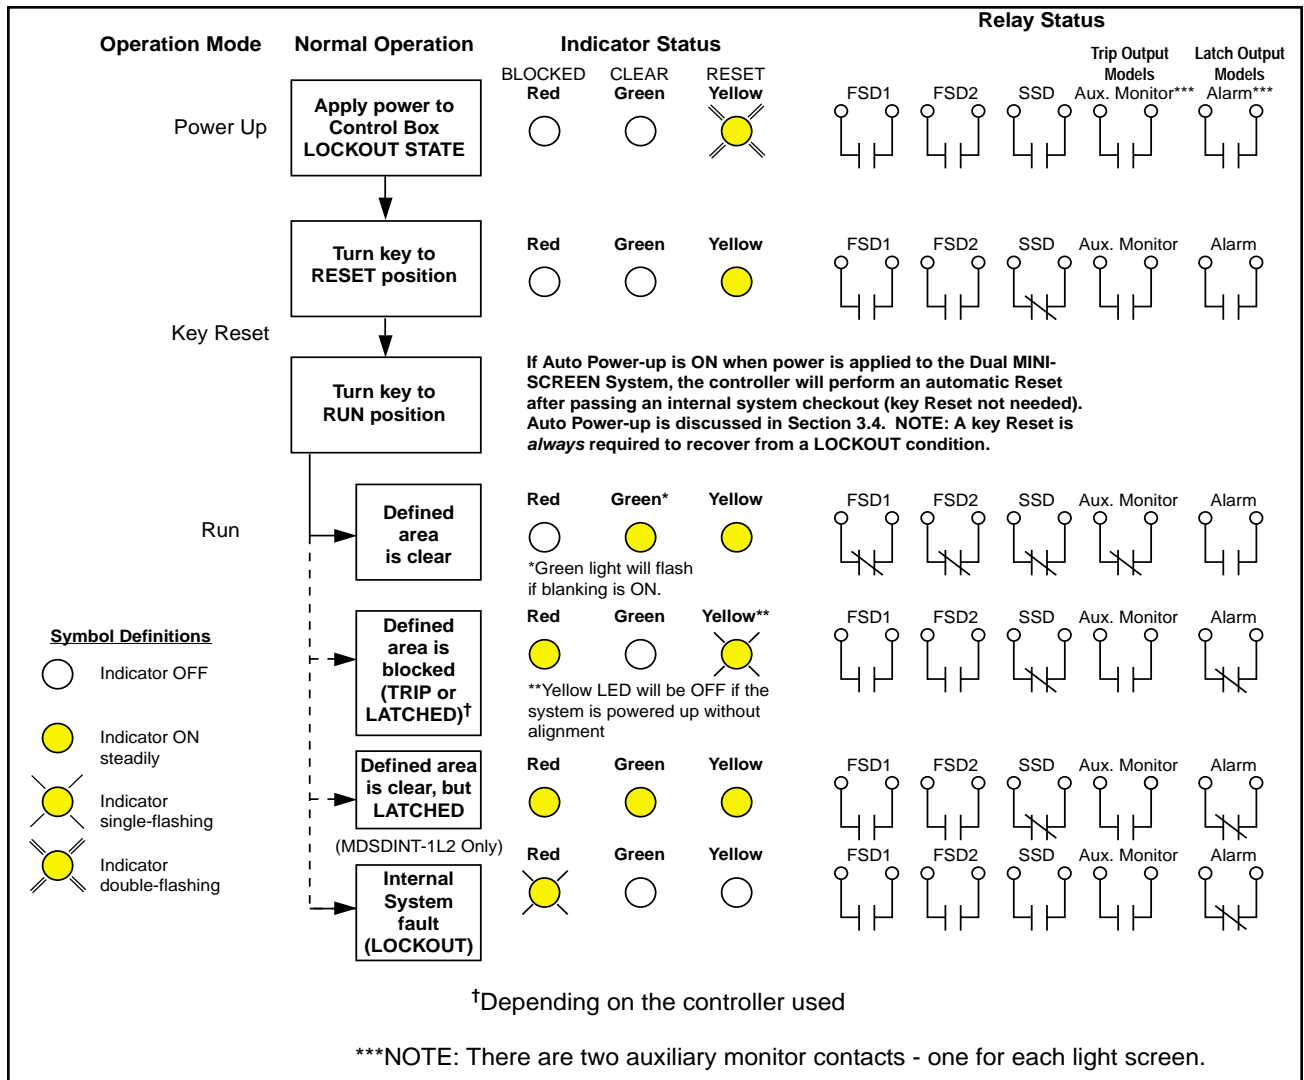 Relay Status
Operation Mode Normal Operation Indicator Status
Trip Output Models Latch Output Models
BLOCKED CLEAR RESET
Red Green Yellow FSD1 FSD2 SSD Aux. Monitor*** Alarm***
Power Up
Apply power to
Control Box
LOCKOUT STATE
Turn key to
RESET position
Red Green Yellow FSD1 FSD2 SSD Aux. Monitor Alarm
Key Reset
Turn key to
RUN position
If Auto Power-up is ON when power is applied to the Dual MINI-
SCREEN System, the controller will perform an automatic Reset
after passing an internal system checkout (key Reset not needed).
Auto Power-up is discussed in Section 3.4. NOTE: A key Reset is
always required to recover from a LOCKOUT condition.
Run
Defined
area
is clear
Red Green* Yellow FSD1 FSD2 SSD Aux. Monitor Alarm
*Green light will flash
if blanking is ON.
Defined
area is
blocked
(TRIP or
LATCHED)†
Red Green Yellow** FSD1 FSD2 SSD Aux. Monitor Alarm
**Yellow LED will be OFF if the
system is powered up without
alignment
Symbol Definitions
Indicator OFF
Indicator ON
steadily
Indicator
single-flashing
Indicator
double-flashing
Defined area
is clear, but
LATCHED
(MDSDINT-1L2 Only)
Red Green Yellow FSD1 FSD2 SSD Aux. Monitor Alarm
Internal
System
fault
(LOCKOUT)
Red Green Yellow FSD1 FSD2 SSD Aux. Monitor Alarm
†Depending on the controller used
***NOTE: There are two auxiliary monitor contacts - one for each light screen.